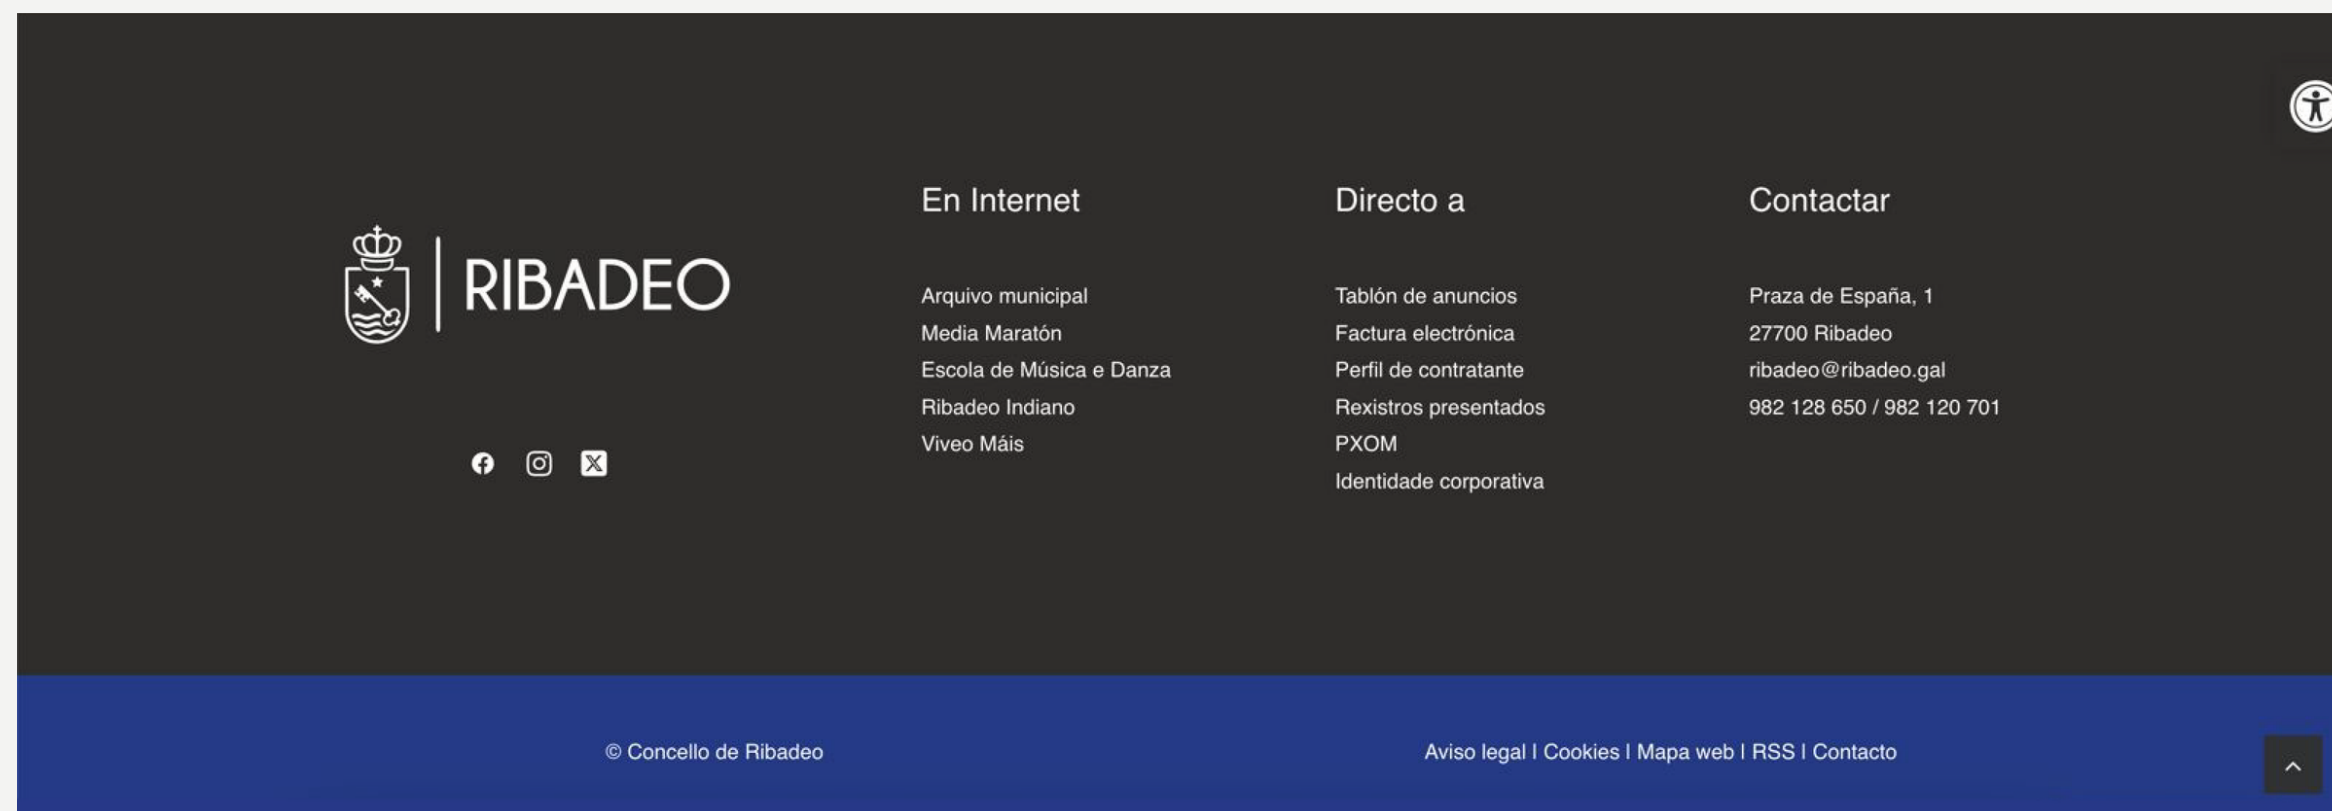 RIBADEO
En Internet
Arquivo municipal
Media Maratón
Escola de Música e Danza
Ribadeo Indiano
Viveo Máis
Directo a
Tablón de anuncios
Factura electrónica
Perfil de contratante
Rexistros presentados
PXOM
Identidade corporativa
Contactar
Praza de España, 1
27700 Ribadeo
ribadeo@ribadeo.gal
982 128 650 / 982 120 701
© Concello de Ribadeo
Aviso legal | Cookies | Mapa web | RSS | Contacto